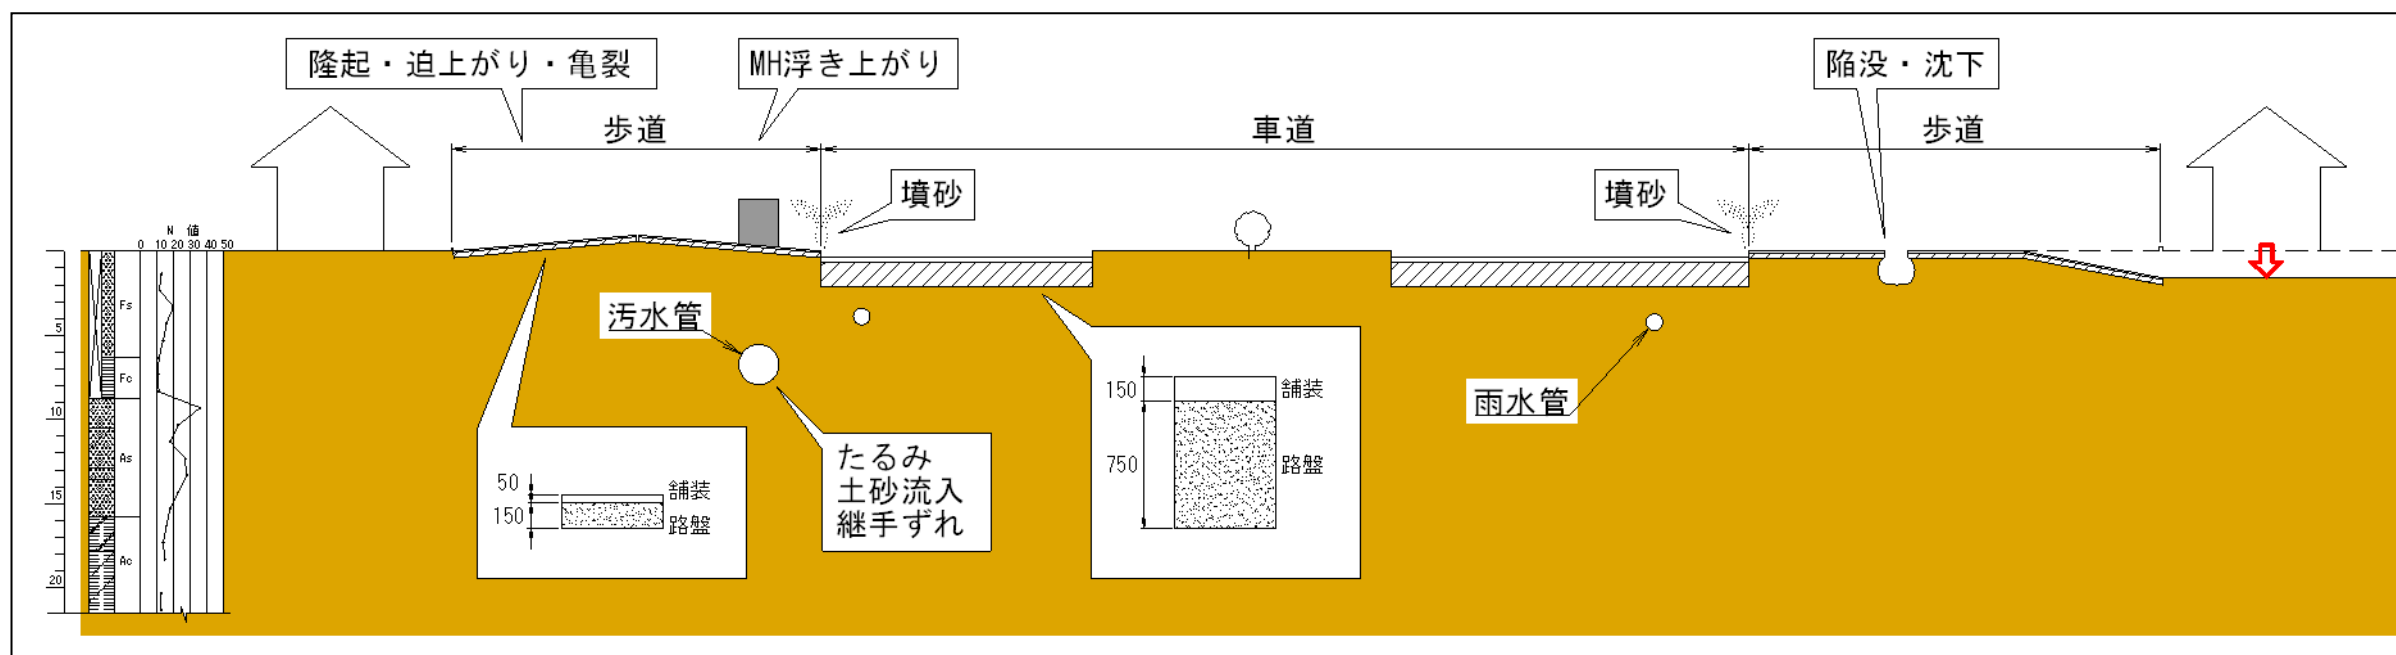 隆起・迫上がり・亀裂
MH浮き上がり
陥没・沈下
歩道
車道
歩道
墳砂
墳砂
N 値
0 10 20 30 40 50
Fs
5
Fc
10
As
15
Ac
20
汚水管
雨水管
たるみ
土砂流入
継手ずれ
50
舗装
150
路盤
150
舗装
750
路盤